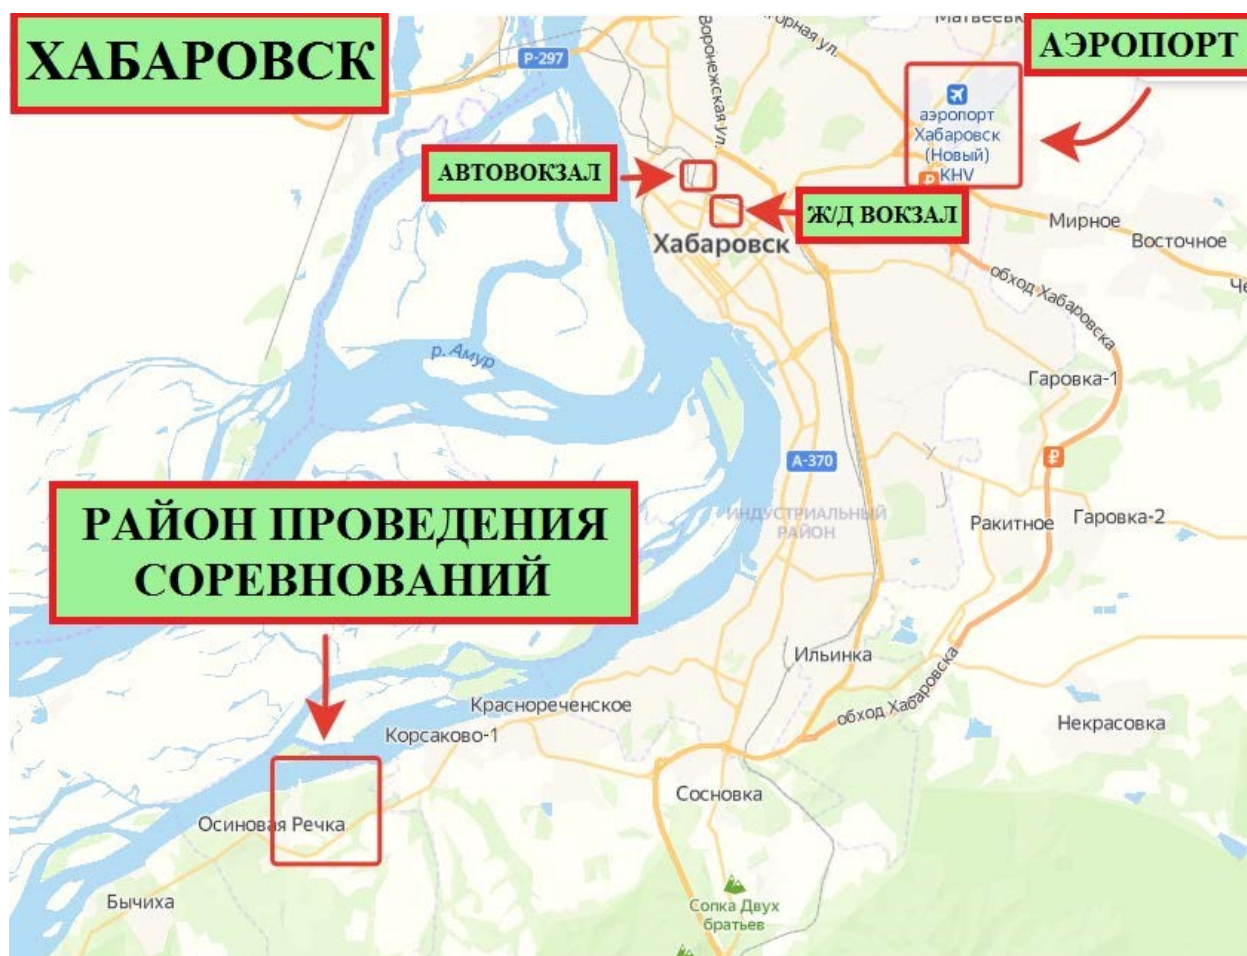 ХАБАРОВСК
АЭРОПОРТ
Р-297
Воронежская ул.
аэропорт
Хабаровск
(Новый)
KHV
₽
АВТОВОКЗАЛ
Ж/Д ВОКЗАЛ
Хабаровск
Мирное
Восточное
обход Хабаровска
р. Амур
Гаровка-1
А-370
₽
ИНДУСТРИАЛЬНЫЙ
РАЙОН
Ракитное
Гаровка-2
РАЙОН ПРОВЕДЕНИЯ
СОРЕВНОВАНИЙ
Ильинка
обход Хабаровска
Краснореченское
Корсаково-1
Некрасовка
Сосновка
Осиновая Речка
Бычиха
Сопка Двух
братьев